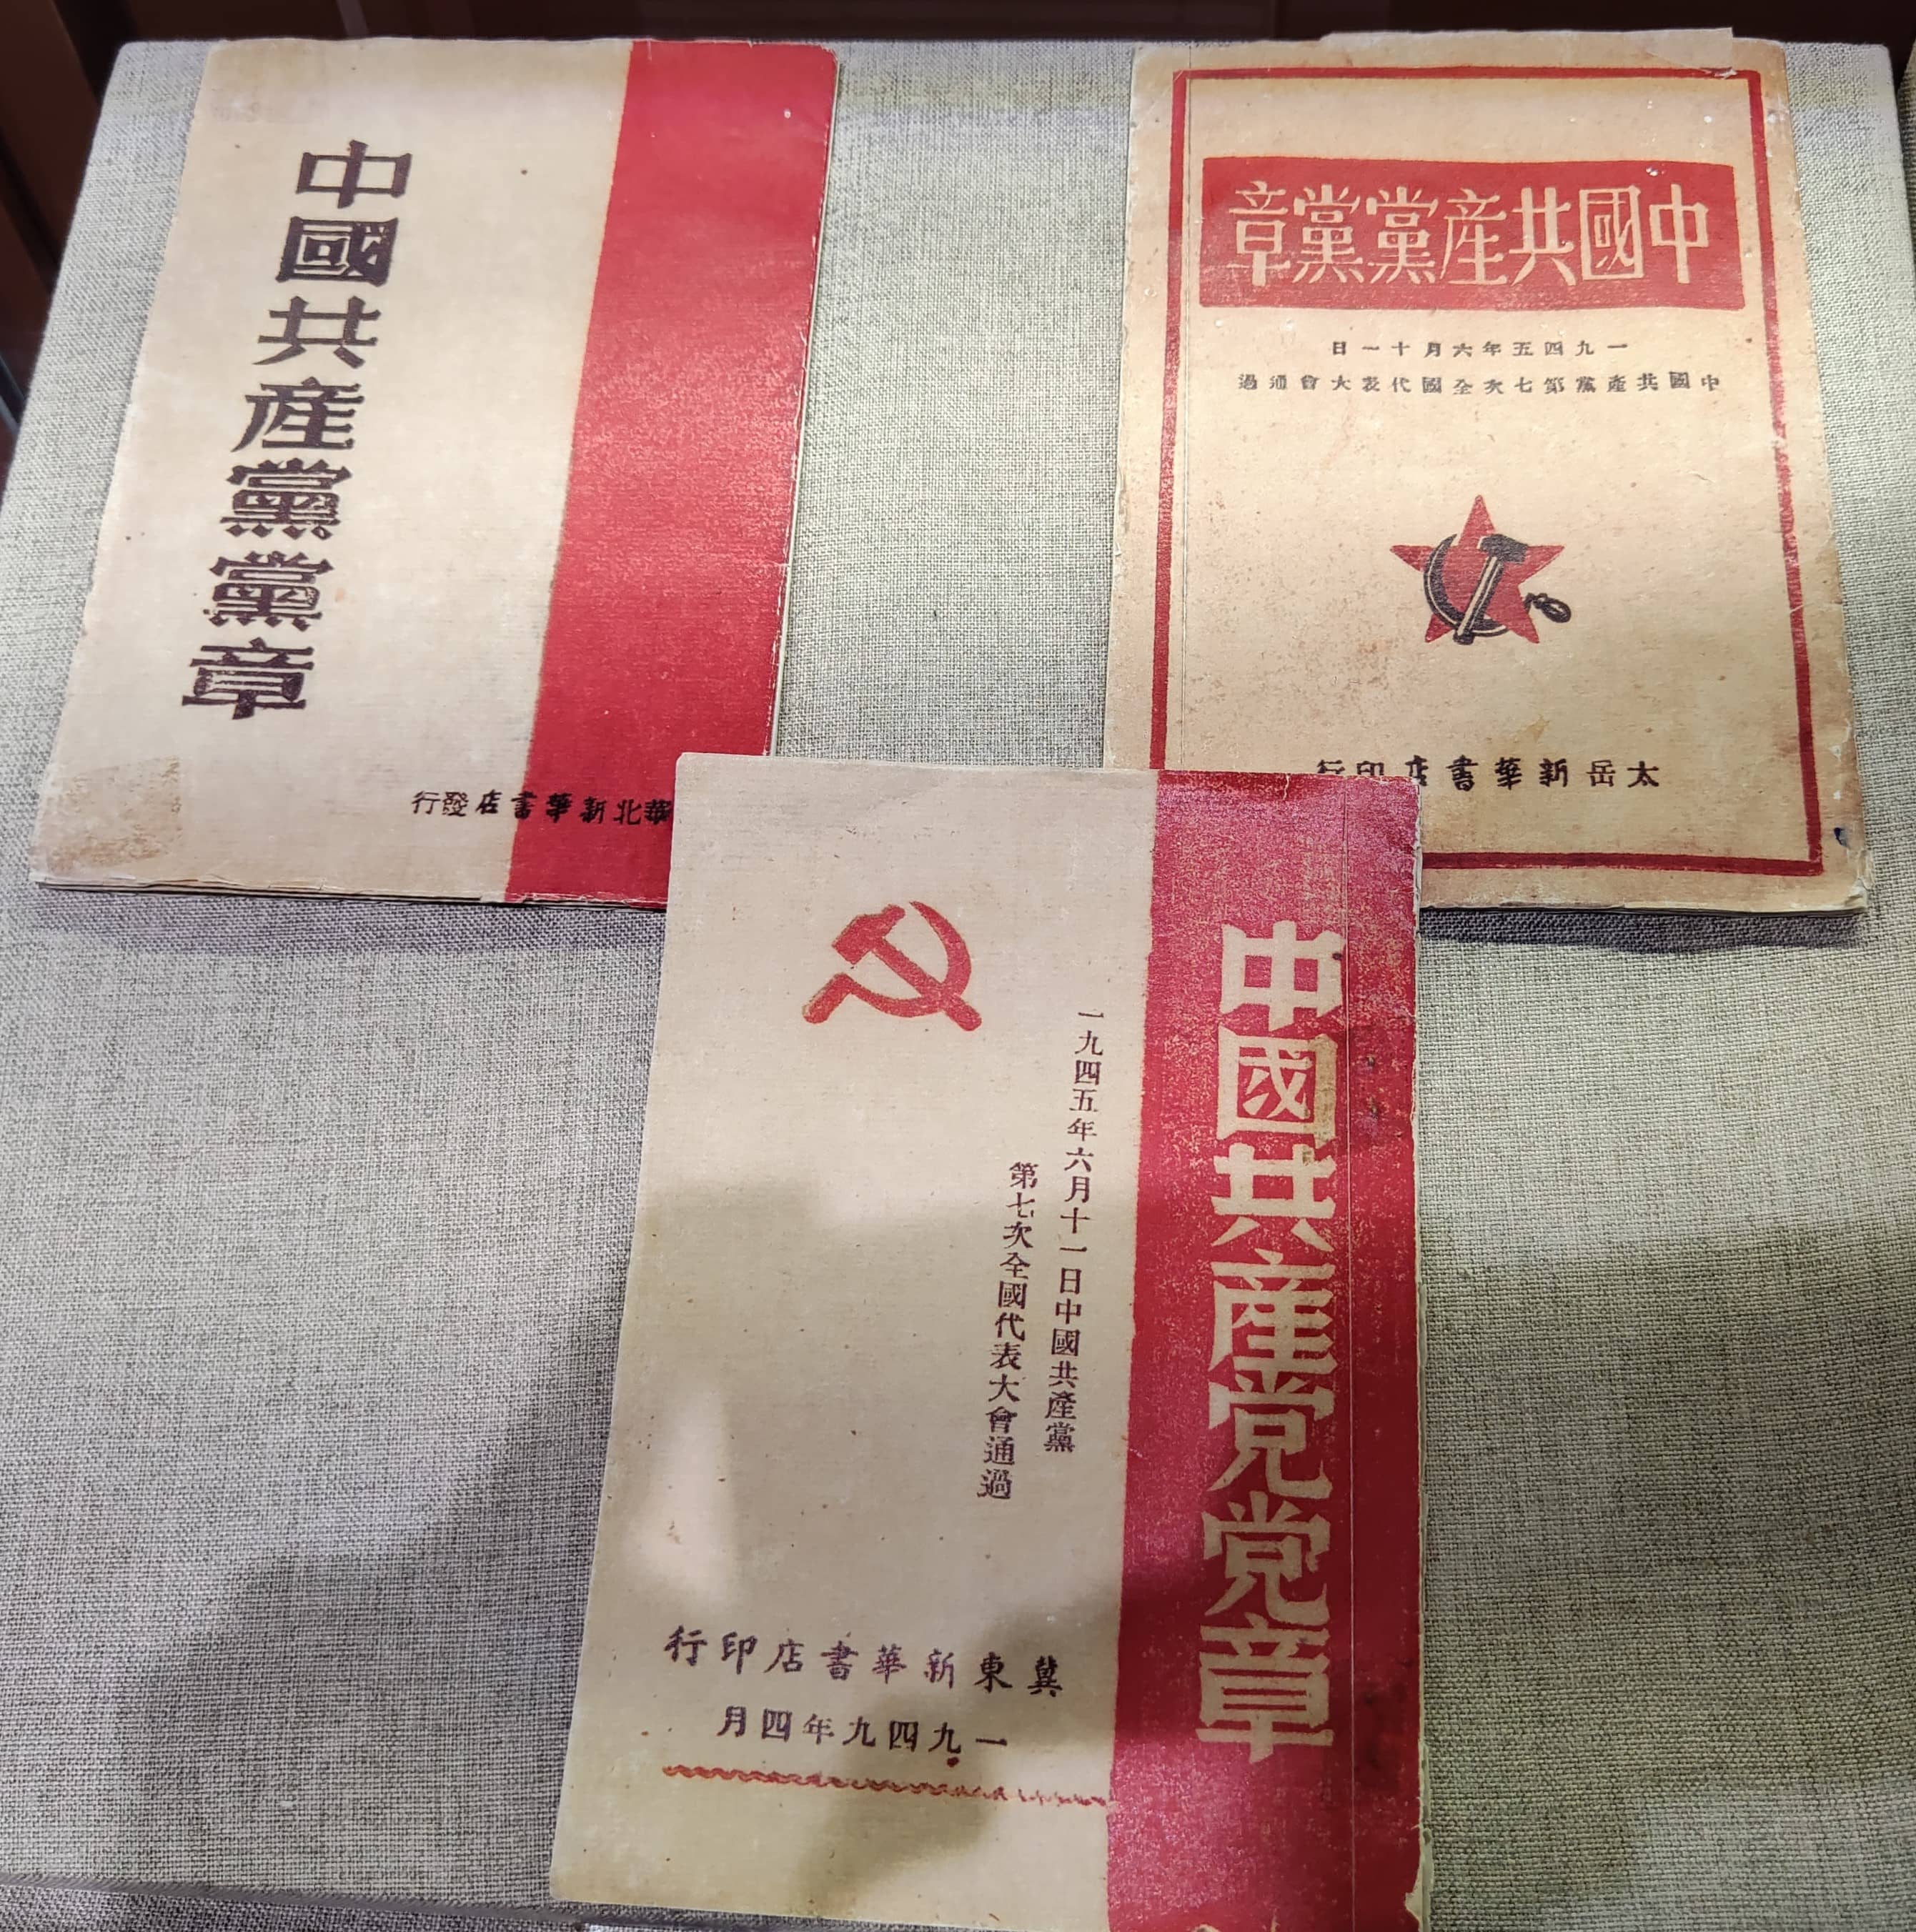 中國共產黨黨章
華北新華書店發行
中國共產黨黨章
一九四五年六月十一日
中國共產黨第七次全國代表大會通過
太岳新華書店印行
中國共產党党章
一九四五年六月十一日中國共產黨
第七次全國代表大會通過
冀東新華書店印行
一九四九年四月